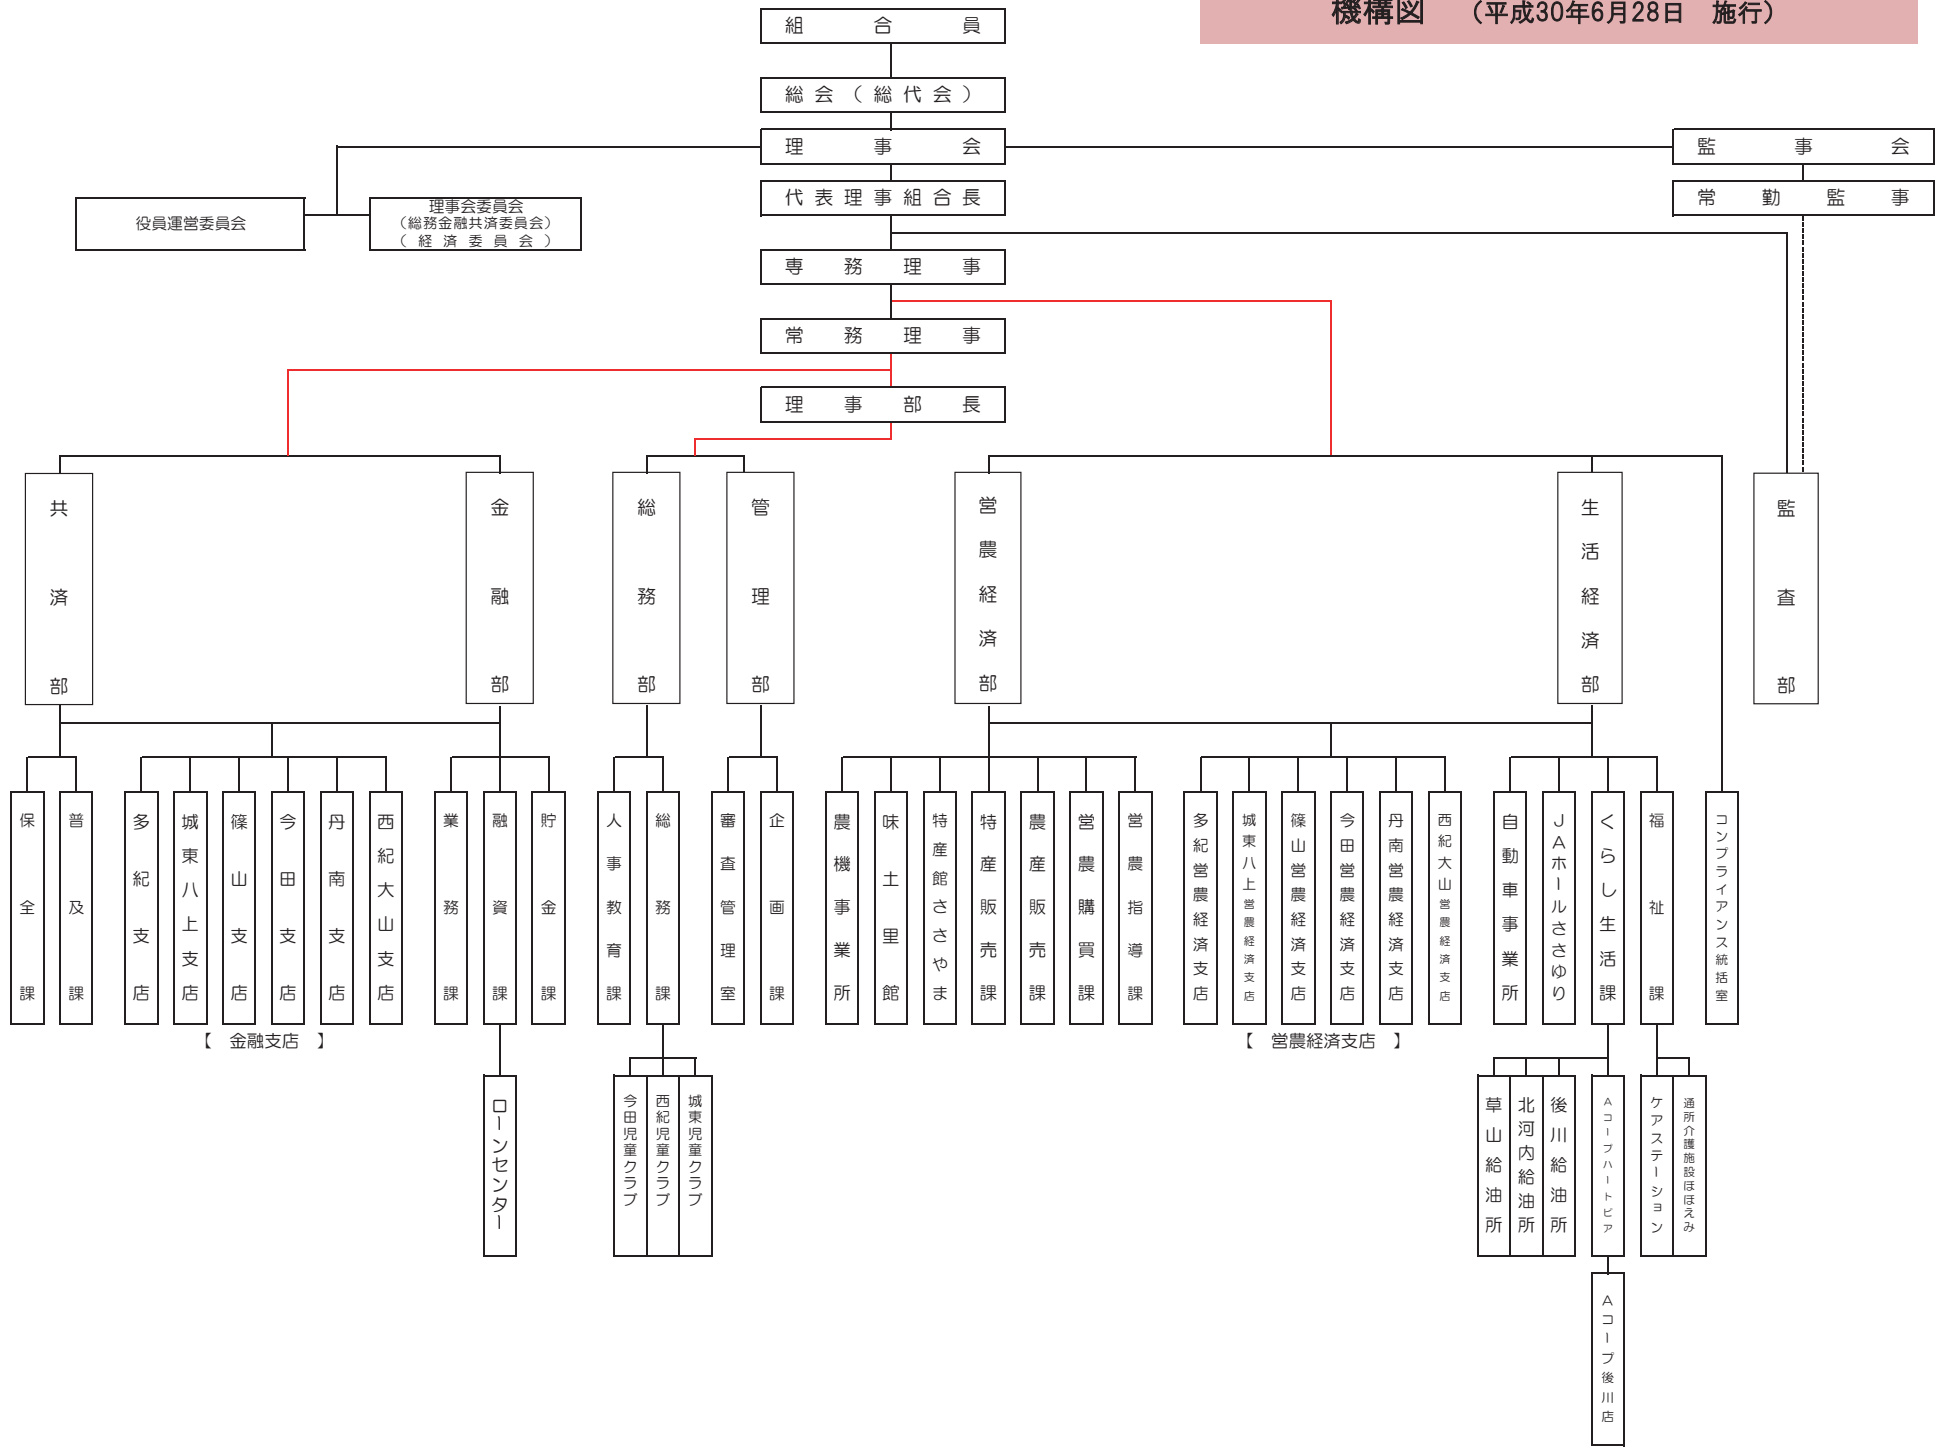 機構図　（平成30年6月28日　施行）
組合員
総会（総代会）
理事会
監事会
代表理事組合長
常勤監事
役員運営委員会
理事会委員会
（総務金融共済委員会）
（経済委員会）
専務理事
常務理事
理事部長
共済部
金融部
総務部
管理部
営農経済部
生活経済部
監査部
保全課
普及課
多紀支店
城東八上支店
篠山支店
今田支店
丹南支店
西紀大山支店
業務課
融資課
貯金課
人事教育課
総務課
審査管理室
企画課
農機事業所
味土里館
特産館ささやま
特産販売課
農産販売課
営農購買課
営農指導課
多紀営農経済支店
城東八上営農経済支店
篠山営農経済支店
今田営農経済支店
丹南営農経済支店
西紀大山営農経済支店
自動車事業所
ＪＡホールささゆり
くらし生活課
福祉課
コンプライアンス統括室
【　金融支店　】
【　営農経済支店　】
ローンセンター
今田児童クラブ
西紀児童クラブ
城東児童クラブ
草山給油所
北河内給油所
後川給油所
Ａコープハートピア
ケアステーション
通所介護施設ほほえみ
Ａコープ後川店